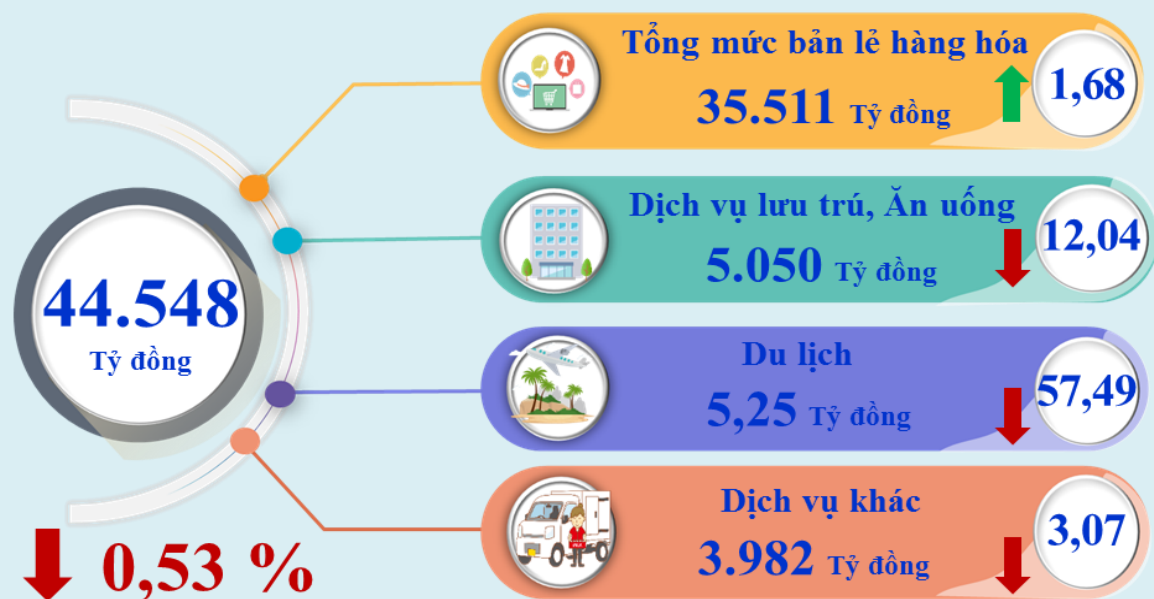 44.548
Tỷ đồng
0,53 %
Tổng mức bản lẻ hàng hóa
35.511 Tỷ đồng
1,68
Dịch vụ lưu trú, Ăn uống
5.050 Tỷ đồng
12,04
Du lịch
5,25 Tỷ đồng
57,49
Dịch vụ khác
3.982 Tỷ đồng
3,07